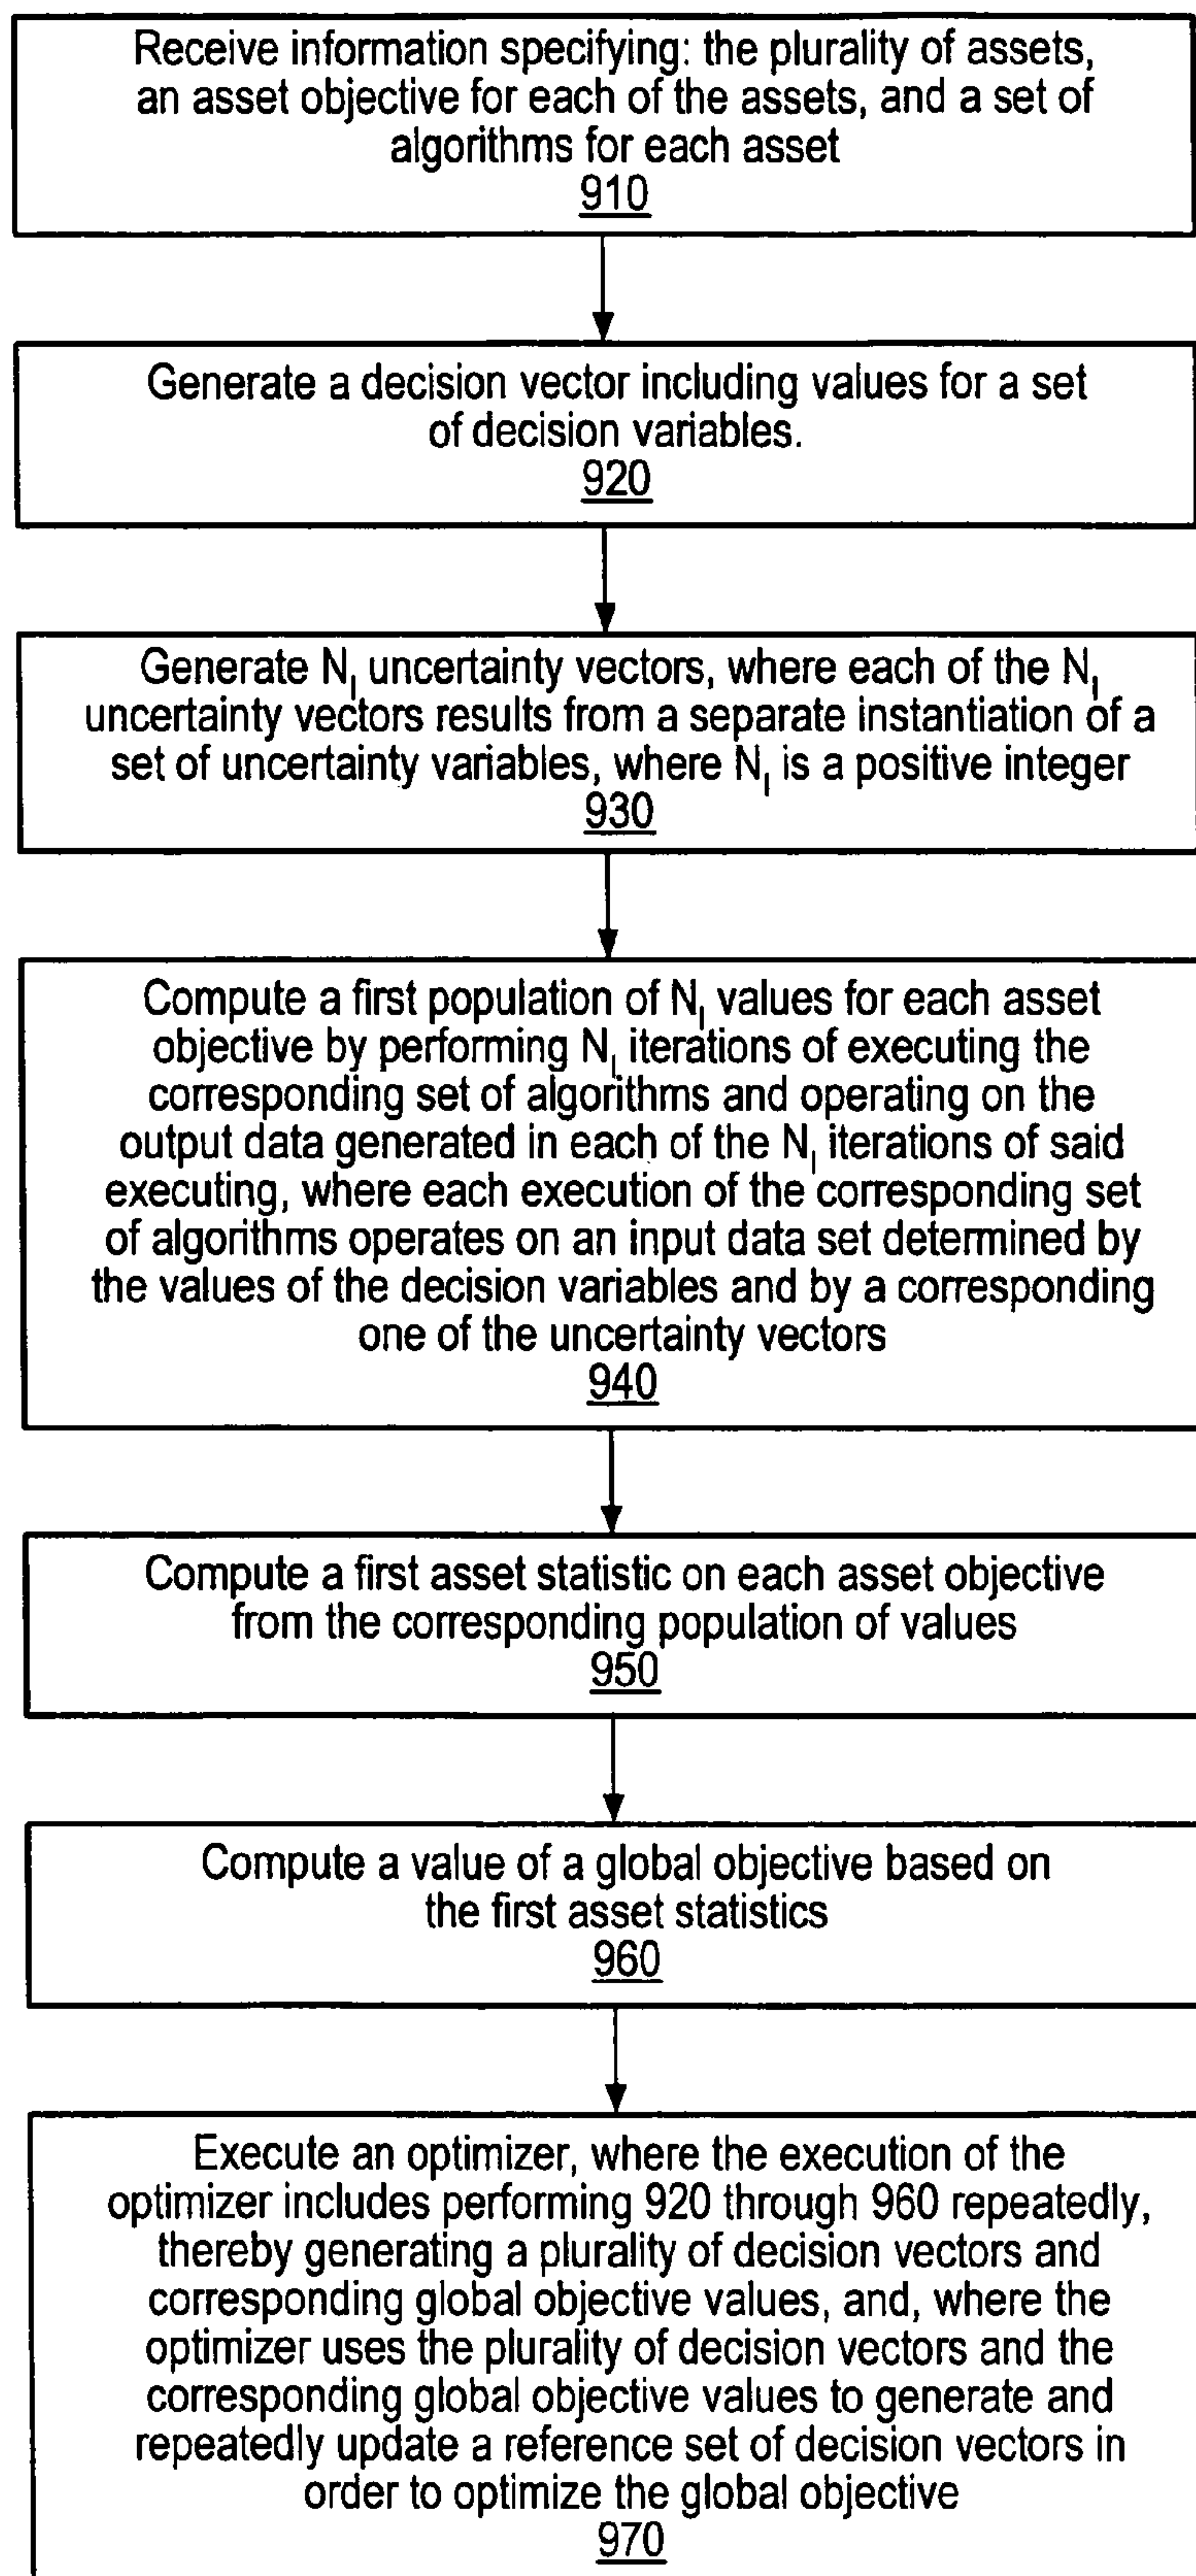 Receive information specifying: the plurality of assets,
an asset objective for each of the assets, and a set of
algorithms for each asset
910
Generate a decision vector including values for a set
of decision variables.
920
Generate N_I uncertainty vectors, where each of the N_I
uncertainty vectors results from a separate instantiation of a
set of uncertainty variables, where N_I is a positive integer
930
Compute a first population of N_I values for each asset
objective by performing N_I iterations of executing the
corresponding set of algorithms and operating on the
output data generated in each of the N_I iterations of said
executing, where each execution of the corresponding set
of algorithms operates on an input data set determined by
the values of the decision variables and by a corresponding
one of the uncertainty vectors
940
Compute a first asset statistic on each asset objective
from the corresponding population of values
950
Compute a value of a global objective based on
the first asset statistics
960
Execute an optimizer, where the execution of the
optimizer includes performing 920 through 960 repeatedly,
thereby generating a plurality of decision vectors and
corresponding global objective values, and, where the
optimizer uses the plurality of decision vectors and the
corresponding global objective values to generate and
repeatedly update a reference set of decision vectors in
order to optimize the global objective
970